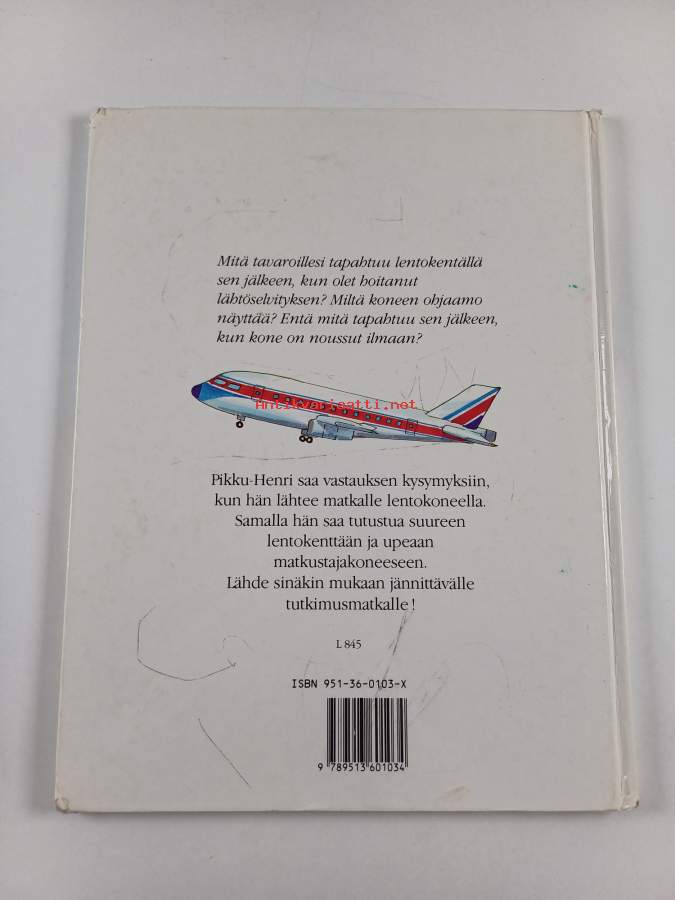 Mitä tavaroillesi tapahtuu lentokentällä
sen jälkeen, kun olet hoitanut
lähtöselvityksen? Miltä koneen ohjaamo
näyttää? Entä mitä tapahtuu sen jälkeen,
kun kone on noussut ilmaan?
Antikvariaatti.net
Pikku-Henri saa vastauksen kysymyksiin,
kun hän lähtee matkalle lentokoneella.
Samalla hän saa tutustua suureen
lentokenttään ja upeaan
matkustajakoneeseen.
Lähde sinäkin mukaan jännittävälle
tutkimusmatkalle!
L 845
ISBN 951-36-0103-X
9 789513 601034